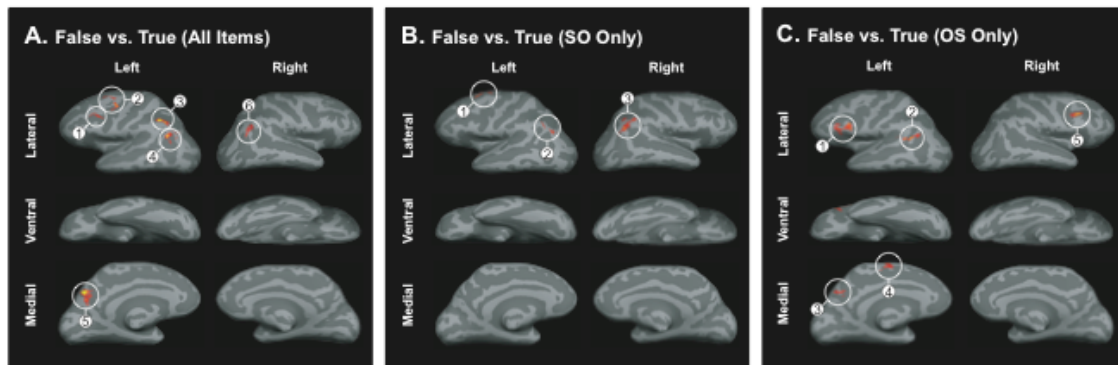 A. False vs. True (All Items)
Left Right
Lateral
1 2 3 4 6
Ventral
Medial
5
B. False vs. True (SO Only)
Left Right
Lateral
1 2 3
Ventral
Medial
C. False vs. True (OS Only)
Left Right
Lateral
1 2 5
Ventral
Medial
3 4